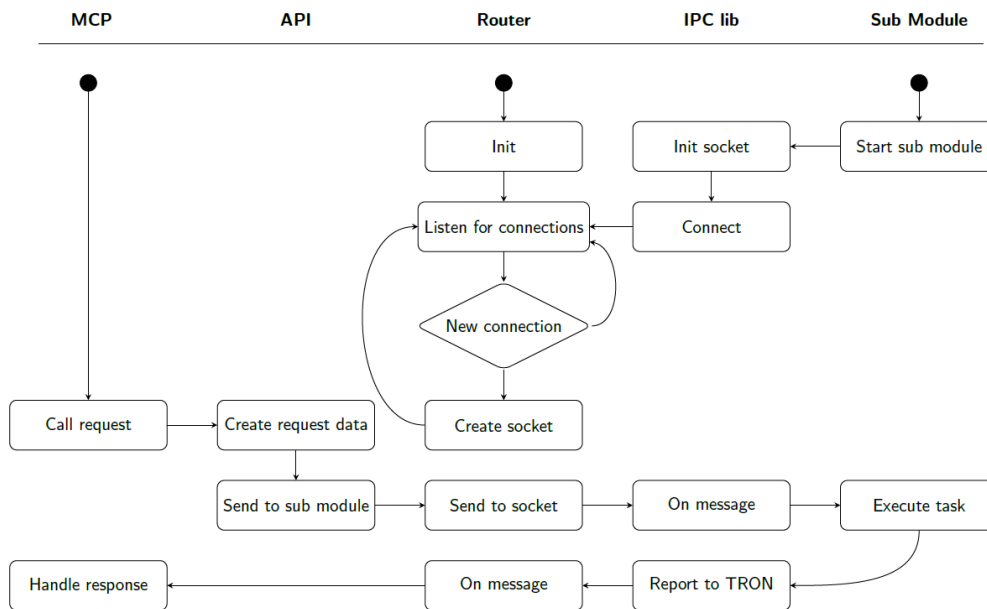 MCP API Router IPC lib Sub Module
Init Init socket Start sub module
Listen for connections Connect
New connection
Call request Create request data Create socket
Send to sub module Send to socket On message Execute task
Handle response On message Report to TRON